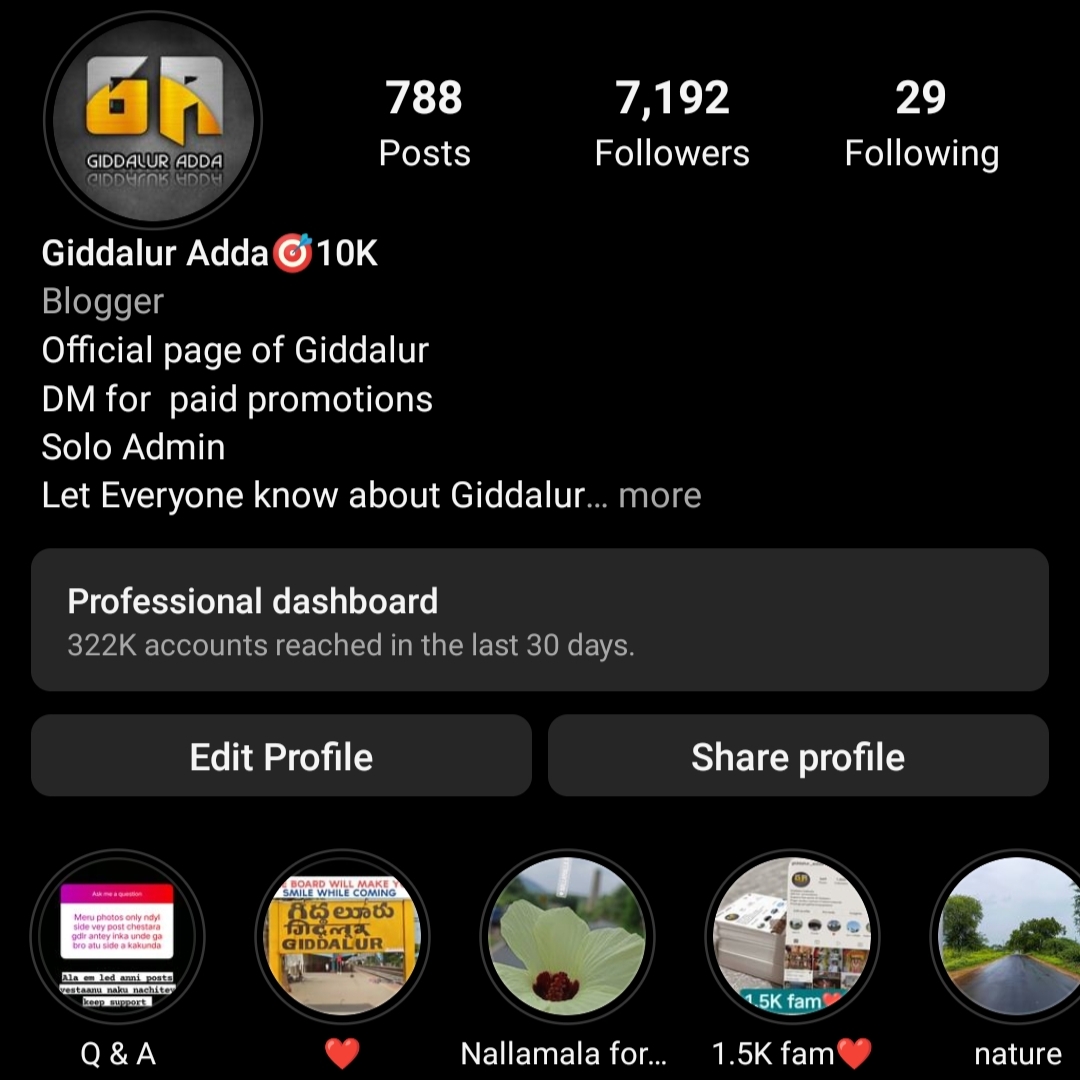 GIDDALUR ADDA
788
Posts
7,192
Followers
29
Following
Giddalur Adda🎯10K
Blogger
Official page of Giddalur
DM for  paid promotions
Solo Admin
Let Everyone know about Giddalur... more
Professional dashboard
322K accounts reached in the last 30 days.
Edit Profile
Share profile
Ask me a question
Meru photos only ndyl
side vey post chestara
gdlr antey inka unde ga
bro atu side a kakunda
Ala em led anni posts
vestaanu naku nachitey
keep support
BOARD WILL MAKE
SMILE WHILE COMING
గిద్దలూరు
GIDDALUR
1.5K fam❤️
Q & A
❤️
Nallamala for...
1.5K fam❤️
nature